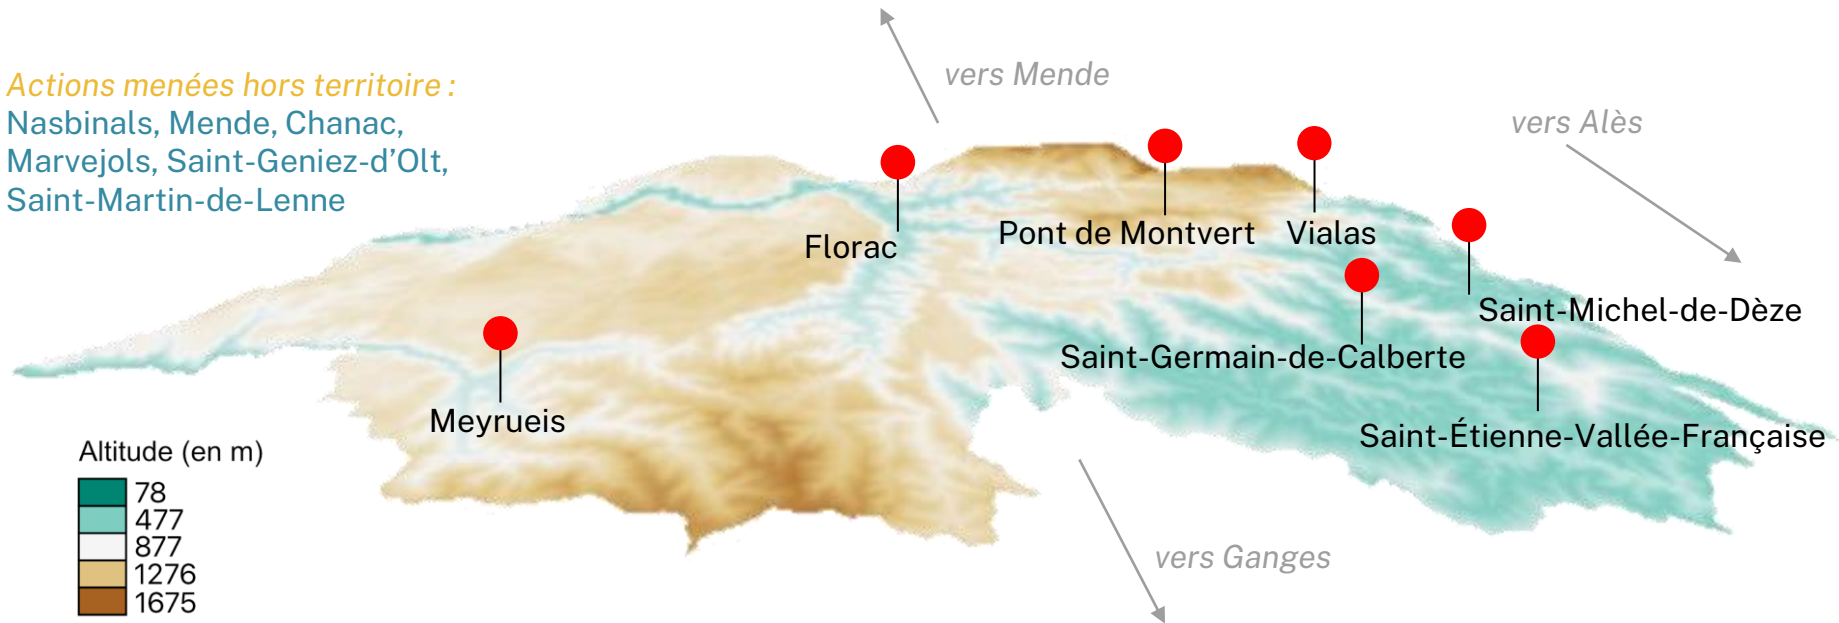 vers Mende
Actions menées hors territoire :
Nasbinals, Mende, Chanac,
Marvejols, Saint-Geniez-d’Olt,
Saint-Martin-de-Lenne
vers Alès
Florac
Pont de Montvert
Vialas
Saint-Michel-de-Dèze
Saint-Germain-de-Calberte
Meyrueis
Saint-Étienne-Vallée-Française
Altitude (en m)
78
477
877
1276
1675
vers Ganges